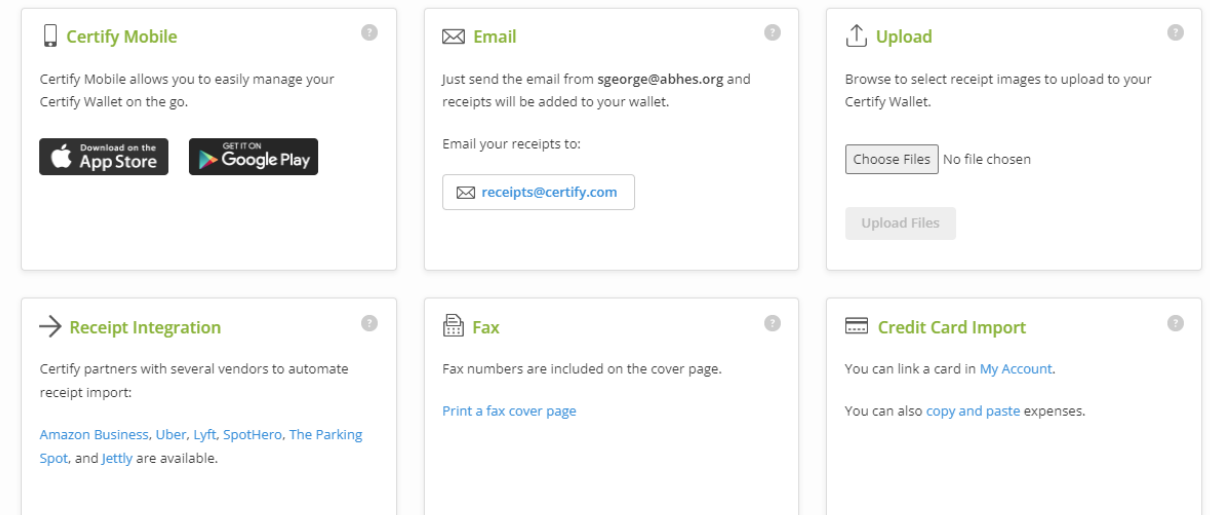 Certify Mobile
?
Certify Mobile allows you to easily manage your
Certify Wallet on the go.
Download on the
App Store
GET IT ON
Google Play
Email
?
Just send the email from sgeorge@abhes.org and
receipts will be added to your wallet.
Email your receipts to:
receipts@certify.com
Upload
?
Browse to select receipt images to upload to your
Certify Wallet.
Choose Files No file chosen
Upload Files
Receipt Integration
?
Certify partners with several vendors to automate
receipt import:
Amazon Business, Uber, Lyft, SpotHero, The Parking
Spot, and Jettly are available.
Fax
?
Fax numbers are included on the cover page.
Print a fax cover page
Credit Card Import
?
You can link a card in My Account.
You can also copy and paste expenses.